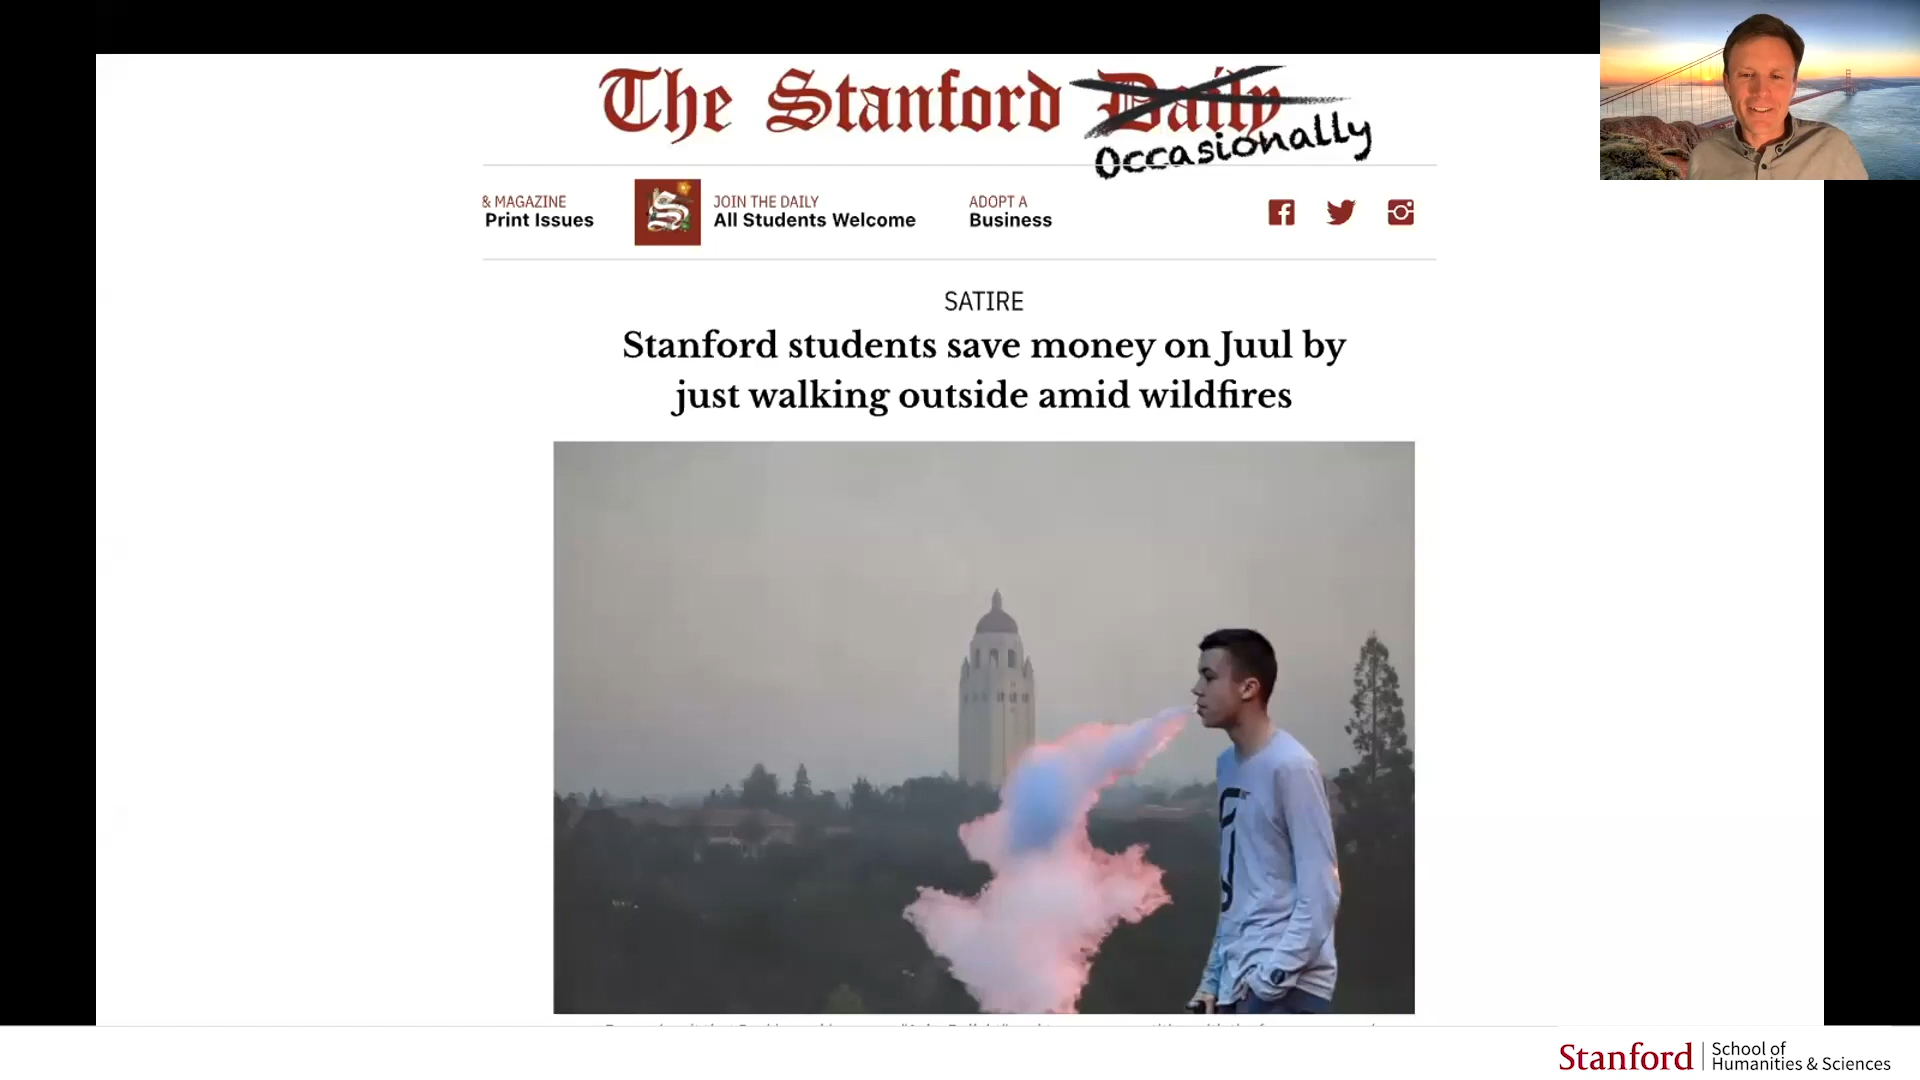 The Stanford Daily
Occasionally
& MAGAZINE
Print Issues
JOIN THE DAILY
All Students Welcome
ADOPT A
Business
SATIRE
Stanford students save money on Juul by
just walking outside amid wildfires
Stanford
School of
Humanities & Sciences